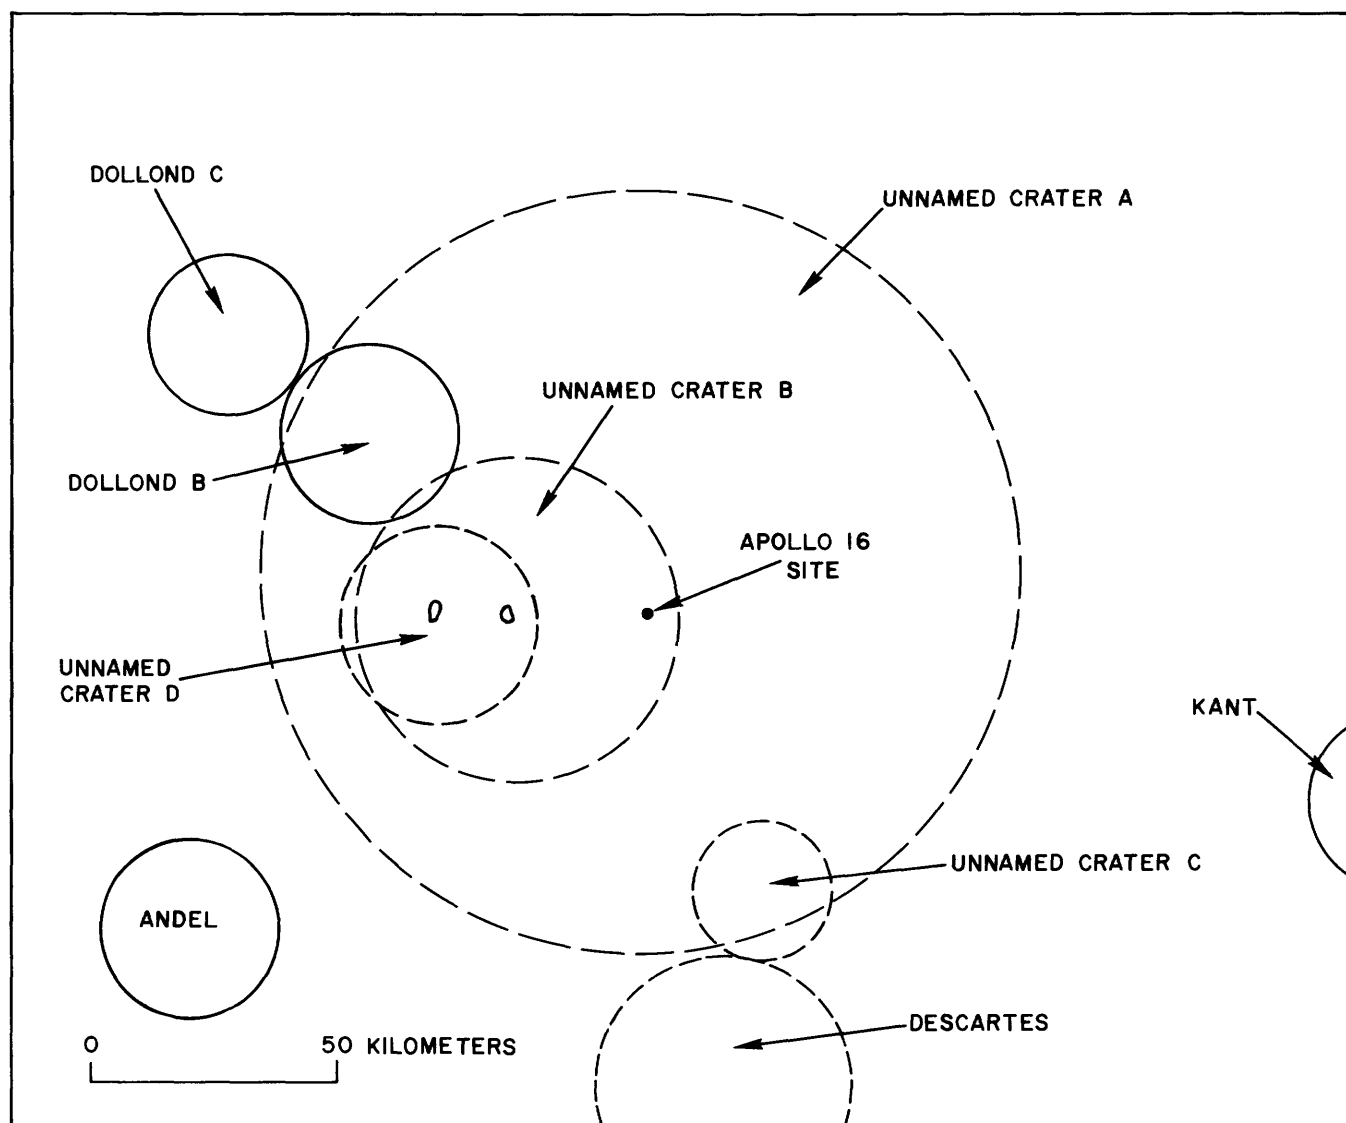 DOLLOND C
UNNAMED CRATER A
UNNAMED CRATER B
DOLLOND B
APOLLO 16
SITE
UNNAMED
CRATER D
KANT
UNNAMED CRATER C
ANDEL
DESCARTES
0 50 KILOMETERS